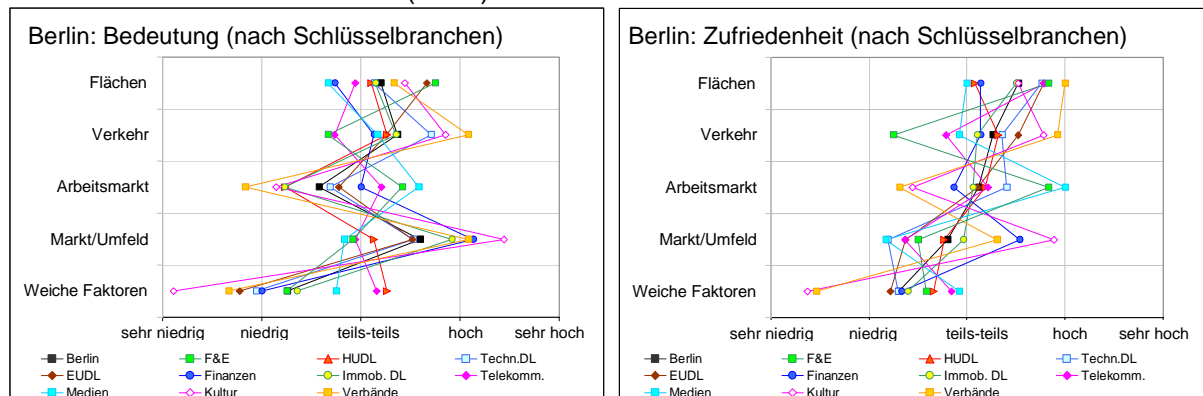 Berlin: Bedeutung (nach Schlüsselbranchen)
Flächen
Verkehr
Arbeitsmarkt
Markt/Umfeld
Weiche Faktoren
sehr niedrig niedrig teils-teils hoch sehr hoch
Berlin F&E HUDL Techn.DL
EUDL Finanzen Immob. DL Telekomm.
Medien Kultur Verbände
Berlin: Zufriedenheit (nach Schlüsselbranchen)
Flächen
Verkehr
Arbeitsmarkt
Markt/Umfeld
Weiche Faktoren
sehr niedrig niedrig teils-teils hoch sehr hoch
Berlin F&E HUDL Techn.DL
EUDL Finanzen Immob. DL Telekomm.
Medien Kultur Verbände